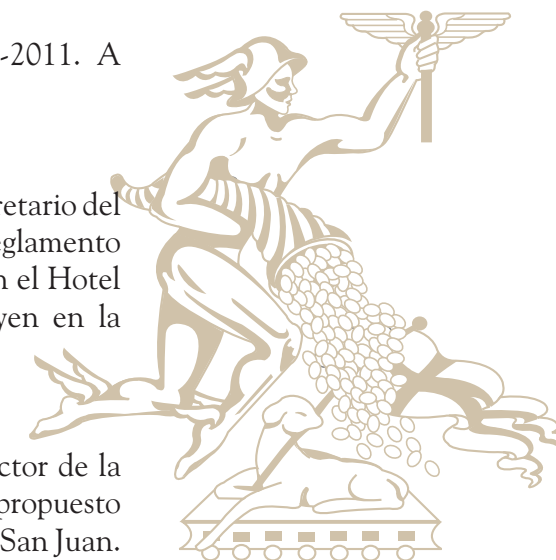 -2011. A
retario del
eglamento
n el Hotel
yen en la
ctor de la
propuesto
San Juan.